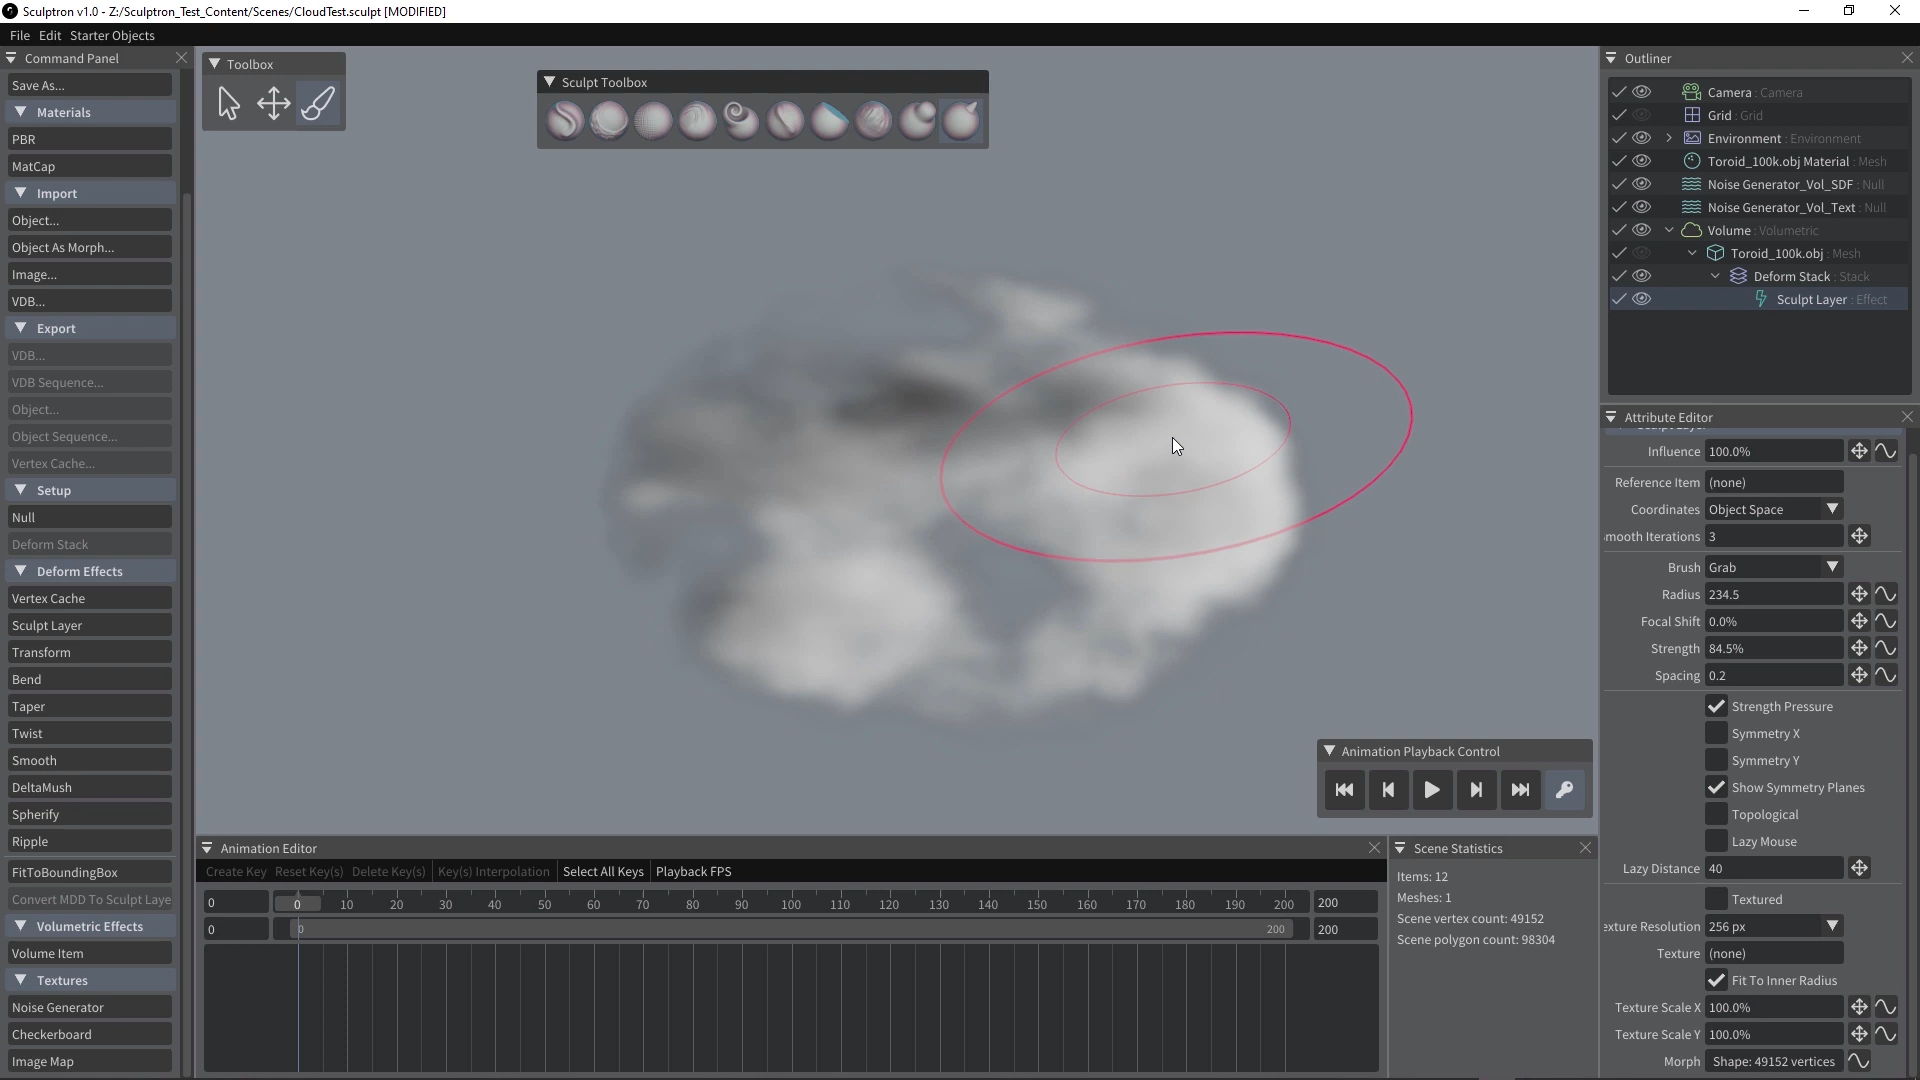 Sculptron v1.0 - Z:/Sculptron_Test_Content/Scenes/CloudTest.sculpt [MODIFIED]
File Edit Starter Objects
Command Panel
Save As...
Materials
PBR
MatCap
Import
Object...
Object As Morph...
Image...
VDB...
Export
VDB...
VDB Sequence...
Object...
Object Sequence...
Vertex Cache...
Setup
Null
Deform Stack
Deform Effects
Vertex Cache
Sculpt Layer
Transform
Bend
Taper
Twist
Smooth
DeltaMush
Spherify
Ripple
FitToBoundingBox
Convert MDD To Sculpt Laye
Volumetric Effects
Volume Item
Textures
Noise Generator
Checkerboard
Image Map
Toolbox
Sculpt Toolbox
Animation Playback Control
Animation Editor
Create Key Reset Key(s) Delete Key(s) Key(s) Interpolation Select All Keys Playback FPS
0 0 10 20 30 40 50 60 70 80 90 100 110 120 130 140 150 160 170 180 190 200 200
0 0 200 200
Scene Statistics
Items: 12
Meshes: 1
Scene vertex count: 49152
Scene polygon count: 98304
Outliner
Camera : Camera
Grid : Grid
Environment : Environment
Toroid_100k.obj Material : Mesh
Noise Generator_Vol_SDF : Null
Noise Generator_Vol_Text : Null
Volume : Volumetric
Toroid_100k.obj : Mesh
Deform Stack : Stack
Sculpt Layer : Effect
Attribute Editor
Influence 100.0%
Reference Item (none)
Coordinates Object Space
mooth Iterations 3
Brush Grab
Radius 234.5
Focal Shift 0.0%
Strength 84.5%
Spacing 0.2
Strength Pressure
Symmetry X
Symmetry Y
Show Symmetry Planes
Topological
Lazy Mouse
Lazy Distance 40
Textured
exture Resolution 256 px
Texture (none)
Fit To Inner Radius
Texture Scale X 100.0%
Texture Scale Y 100.0%
Morph Shape: 49152 vertices